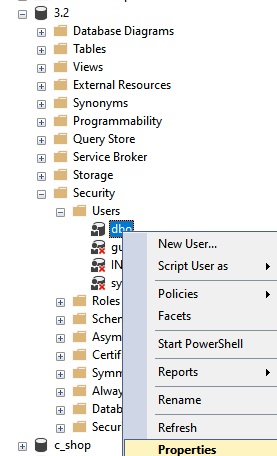 3.2
Database Diagrams
Tables
Views
External Resources
Synonyms
Programmability
Query Store
Service Broker
Storage
Security
Users
dbo
gu
IN
sy
Roles
Schem
Asym
Certif
Symm
Alway
Datab
Secur
c_shop
New User...
Script User as
Policies
Facets
Start PowerShell
Reports
Rename
Refresh
Properties